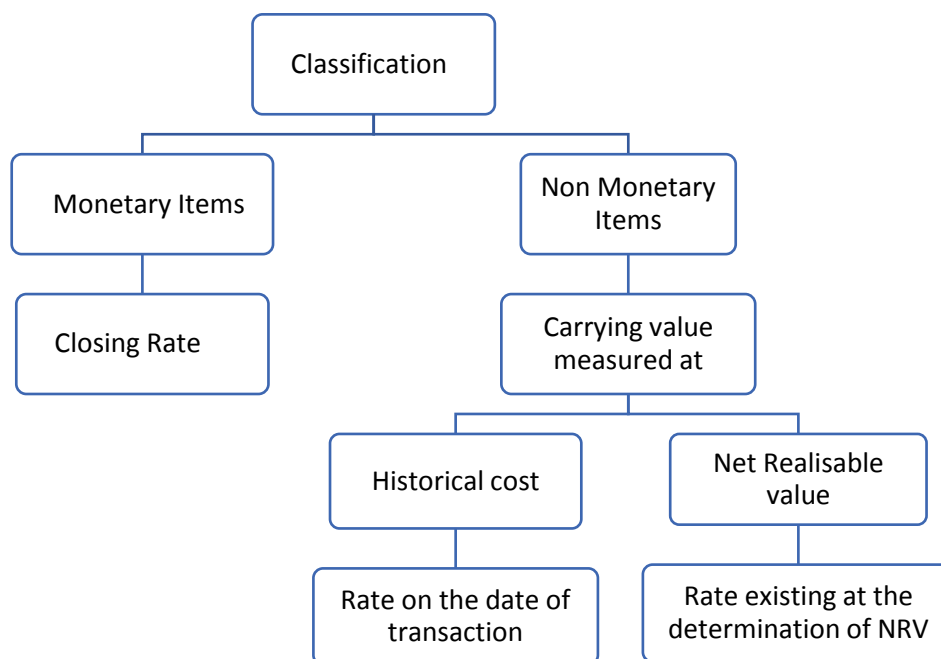 Classification
Monetary Items
Non Monetary
Items
Closing Rate
Carrying value
measured at
Historical cost
Net Realisable
value
Rate on the date of
transaction
Rate existing at the
determination of NRV